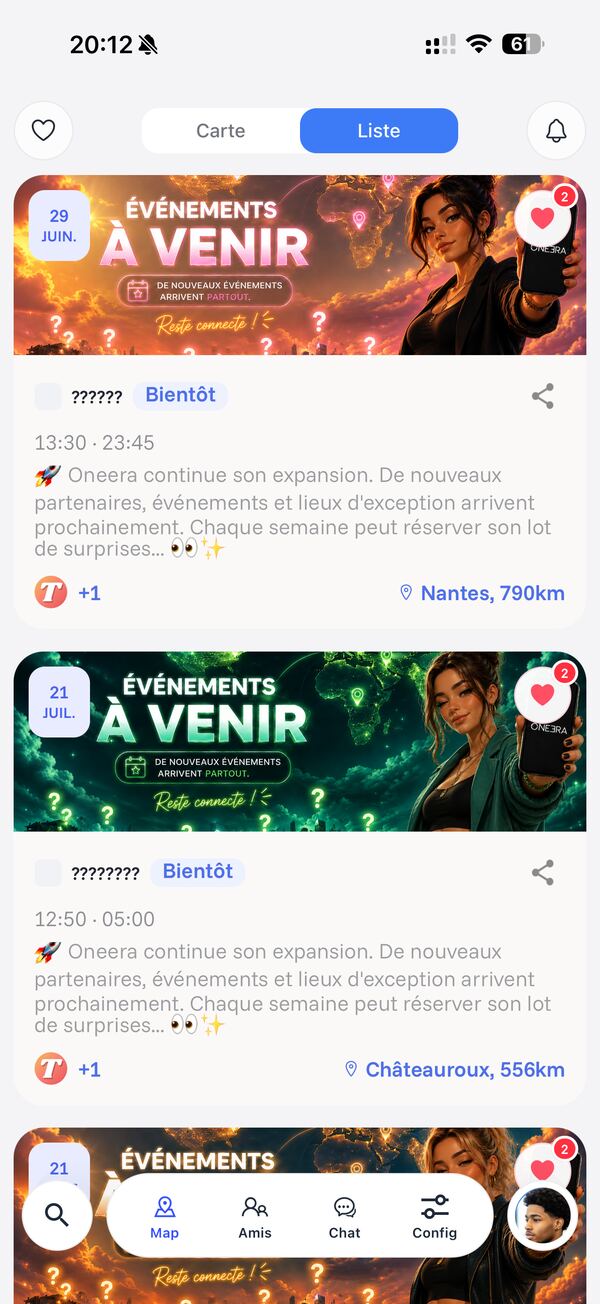 20:12
61
Carte
Liste
29
JUIN.
ÉVÉNEMENTS
À VENIR
DE NOUVEAUX ÉVÉNEMENTS
ARRIVENT PARTOUT.
Reste connecté !
ONEERA
2
??????
Bientôt
13:30 · 23:45
🚀 Oneera continue son expansion. De nouveaux
partenaires, événements et lieux d'exception arrivent
prochainement. Chaque semaine peut réserver son lot
de surprises... 👀✨
T
+1
Nantes, 790km
21
JUIL.
ÉVÉNEMENTS
À VENIR
DE NOUVEAUX ÉVÉNEMENTS
ARRIVENT PARTOUT.
Reste connecté !
ONEERA
2
????????
Bientôt
12:50 · 05:00
🚀 Oneera continue son expansion. De nouveaux
partenaires, événements et lieux d'exception arrivent
prochainement. Chaque semaine peut réserver son lot
de surprises... 👀✨
T
+1
Châteauroux, 556km
21
ÉVÉNEMENTS
2
Map
Amis
Chat
Config
Reste connecté !